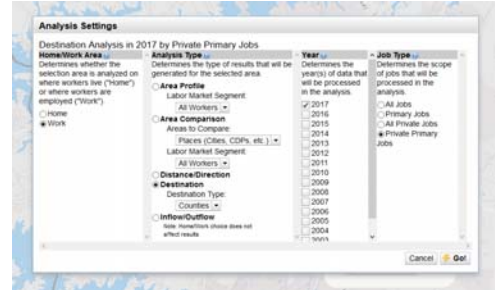 Analysis Settings
Destination Analysis in 2017 by Private Primary Jobs
Home/Work Area
Determines whether the
selection area is analyzed on
where workers live ("Home")
or where workers are
employed ("Work").
Home
Work
Analysis Type
Determines the type of results that will be
generated for the selected area.
Area Profile
Labor Market Segment:
All Workers
Area Comparison
Areas to Compare:
Places (Cities, CDPs, etc.)
Labor Market Segment:
All Workers
Distance/Direction
Destination
Destination Type:
Counties
Inflow/Outflow
Note: Home/Work choice does not
affect results
Year
Determines the
year(s) of data that
will be processed
in the analysis.
2017
2016
2015
2014
2013
2012
2011
2010
2009
2008
2007
2006
2005
2004
2003
Job Type
Determines the scope
of jobs that will be
processed in the
analysis.
All Jobs
Primary Jobs
All Private Jobs
Private Primary
Jobs
Cancel
Go!